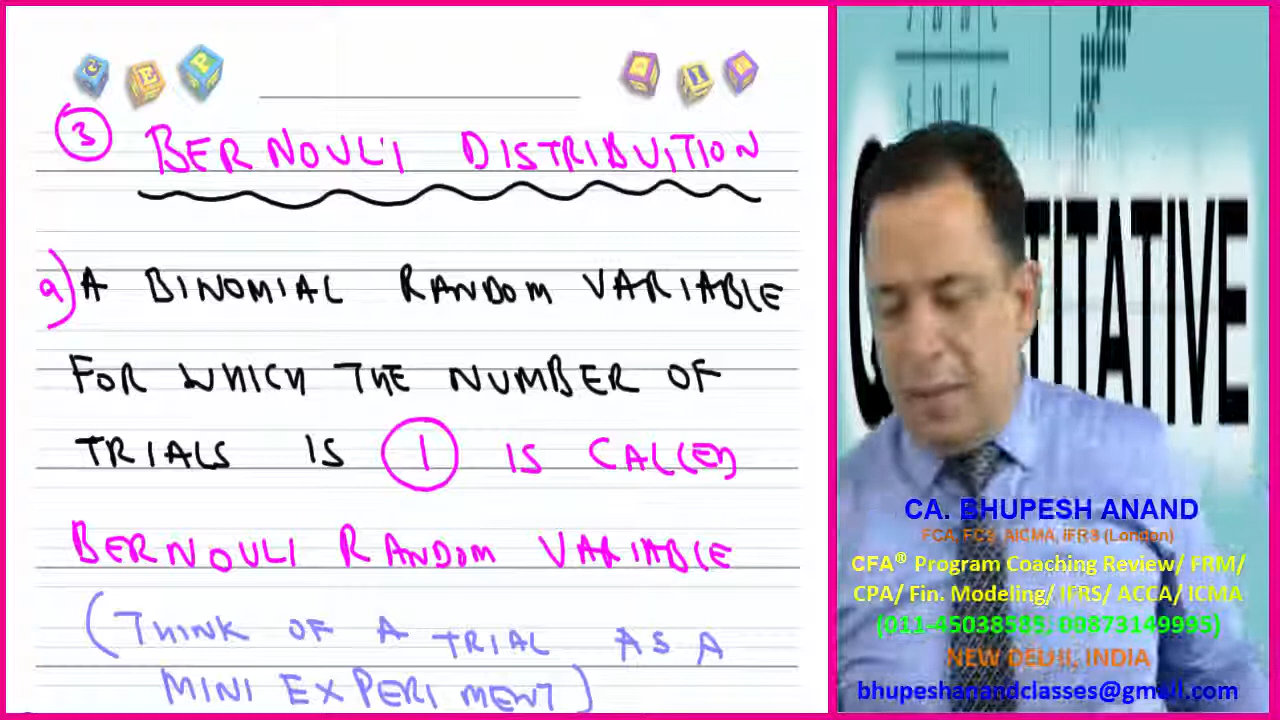 ③ BERNOULI DISTRIBUITION
a) A BINOMIAL RANDOM VARIABLE
FOR WHICH THE NUMBER OF
TRIALS IS ① IS CALLED
BERNOULI RANDOM VARIABLE
(THINK OF A TRIAL AS A
MINI EXPERIMENT)
TITATIVE
CA. BHUPESH ANAND
FCA, FCS, AICMA, IFRS (London)
CFA® Program Coaching Review/ FRM/
CPA/ Fin. Modeling/ IFRS/ ACCA/ ICMA
(011-45038585, 09873149995)
NEW DELHI, INDIA
bhupeshanandclasses@gmail.com